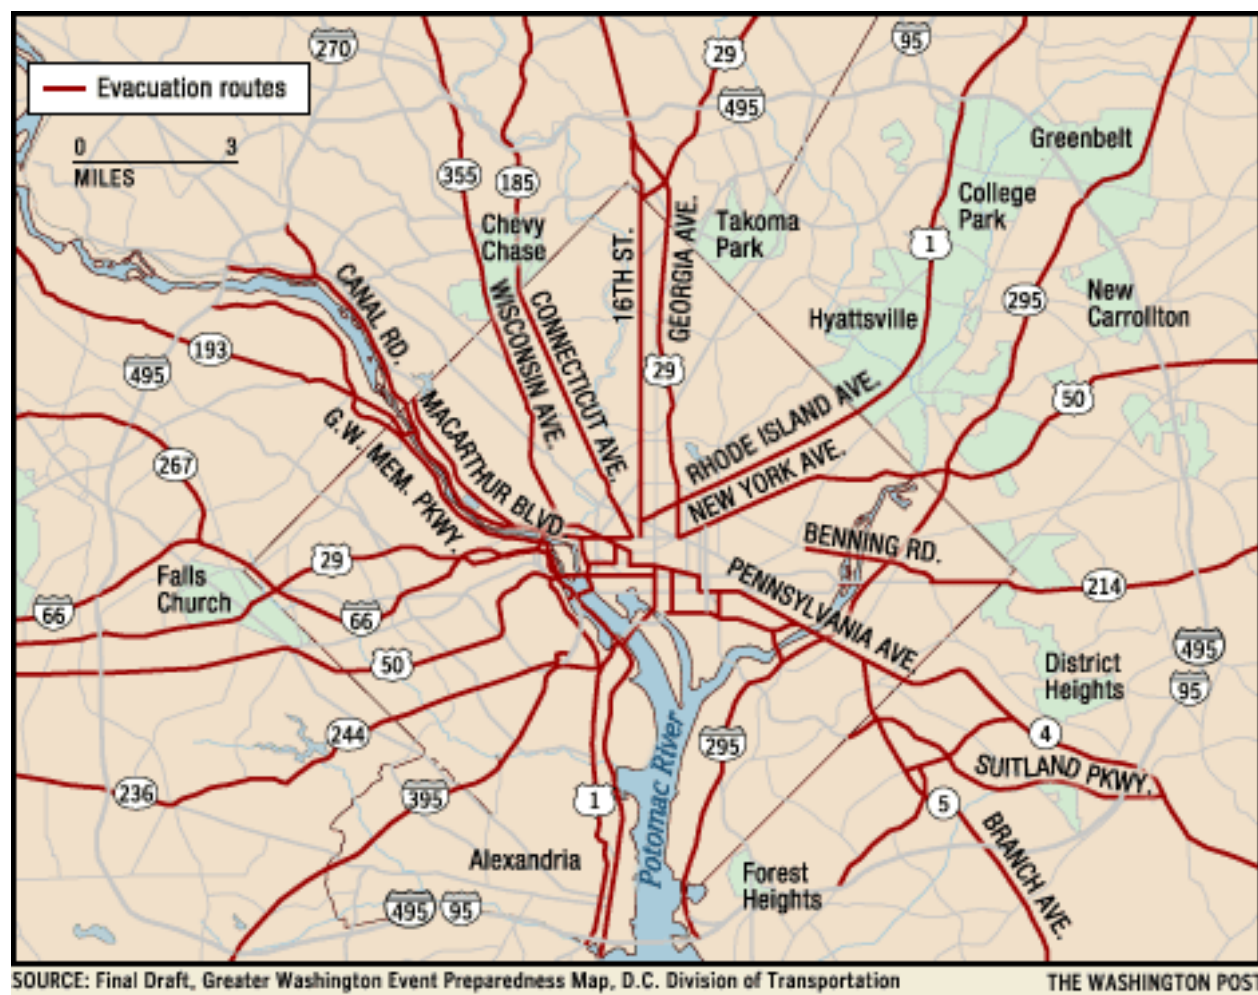 270
29
95
Evacuation routes
495
0 3
MILES
Greenbelt
355
185
College
Park
Chevy
Chase
Takoma
Park
1
16TH ST.
GEORGIA AVE.
CANAL RD.
WISCONSIN AVE.
CONNECTICUT AVE.
295
New
Carrollton
Hyattsville
193
495
29
50
MACARTHUR BLVD.
G.W. MEM. PKWY.
RHODE ISLAND AVE.
NEW YORK AVE.
267
BENNING RD.
29
Falls
Church
66
66
PENNSYLVANIA AVE.
214
50
495
95
District
Heights
244
295
4
Potomac River
SUITLAND PKWY.
236
395
1
5
BRANCH AVE.
Alexandria
Forest
Heights
495 95
SOURCE: Final Draft, Greater Washington Event Preparedness Map, D.C. Division of Transportation
THE WASHINGTON POST